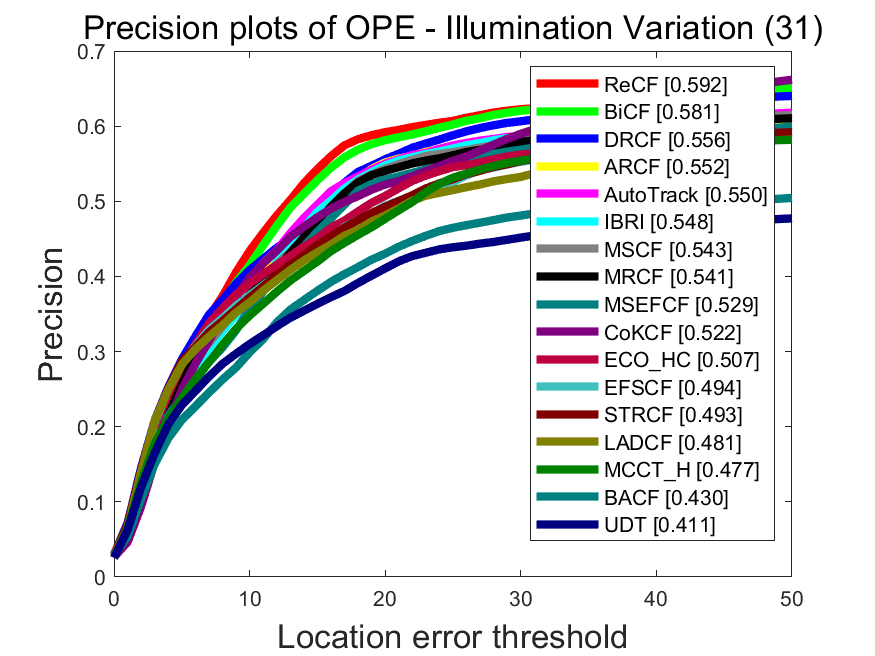 Precision plots of OPE - Illumination Variation (31)
0.7
0.6
0.5
0.4
0.3
0.2
0.1
0
Precision
ReCF [0.592]
BiCF [0.581]
DRCF [0.556]
ARCF [0.552]
AutoTrack [0.550]
IBRI [0.548]
MSCF [0.543]
MRCF [0.541]
MSEFCF [0.529]
CoKCF [0.522]
ECO_HC [0.507]
EFSCF [0.494]
STRCF [0.493]
LADCF [0.481]
MCCT_H [0.477]
BACF [0.430]
UDT [0.411]
0 10 20 30 40 50
Location error threshold